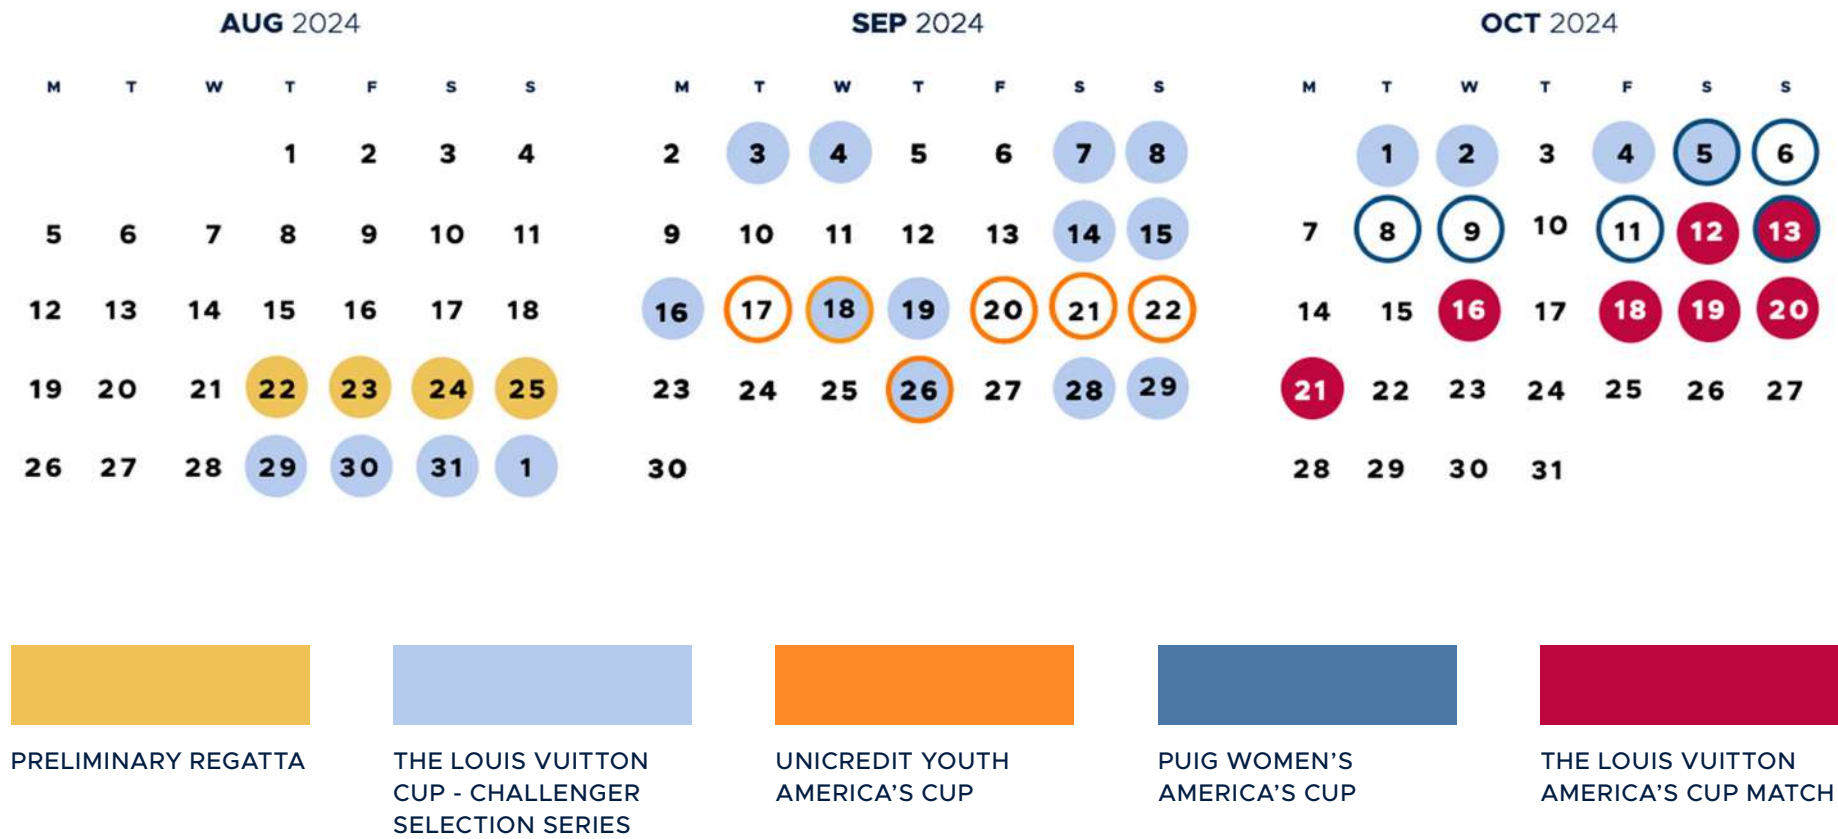 AUG 2024
M T W T F S S
1 2 3 4
5 6 7 8 9 10 11
12 13 14 15 16 17 18
19 20 21 22 23 24 25
26 27 28 29 30 31 1
SEP 2024
M T W T F S S
2 3 4 5 6 7 8
9 10 11 12 13 14 15
16 17 18 19 20 21 22
23 24 25 26 27 28 29
30
OCT 2024
M T W T F S S
1 2 3 4 5 6
7 8 9 10 11 12 13
14 15 16 17 18 19 20
21 22 23 24 25 26 27
28 29 30 31
PRELIMINARY REGATTA
THE LOUIS VUITTON
CUP - CHALLENGER
SELECTION SERIES
UNICREDIT YOUTH
AMERICA'S CUP
PUIG WOMEN'S
AMERICA'S CUP
THE LOUIS VUITTON
AMERICA'S CUP MATCH